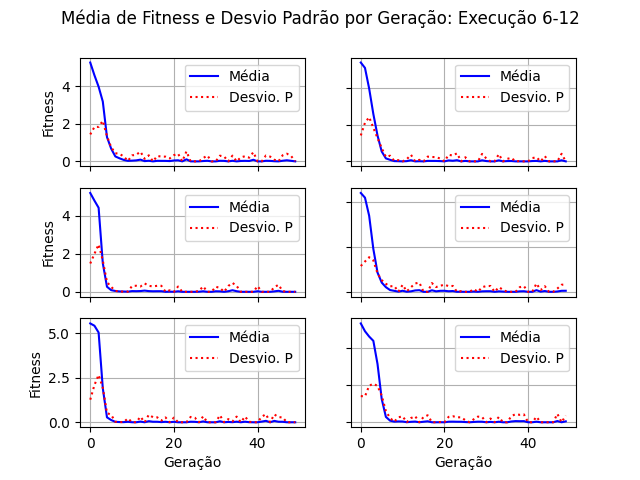 Média de Fitness e Desvio Padrão por Geração: Execução 6-12
Fitness
4
2
0
Média
Desvio. P
Média
Desvio. P
Fitness
4
2
0
Média
Desvio. P
Média
Desvio. P
Fitness
5.0
2.5
0.0
Média
Desvio. P
0
20
40
Geração
Média
Desvio. P
0
20
40
Geração